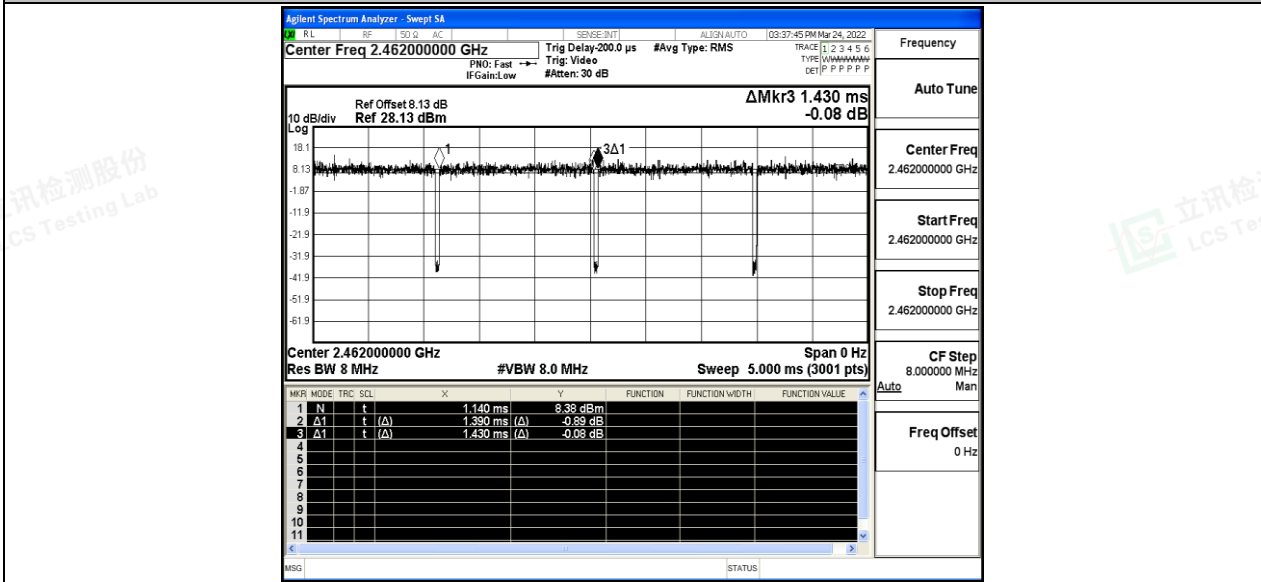 Agilent Spectrum Analyzer - Swept SA
RL RF 50 Ω AC SENSE:INT ALIGN AUTO 03:37:45 PM Mar 24, 2022
Center Freq 2.462000000 GHz
PNO: Fast
IFGain:Low
Trig Delay-200.0 µs #Avg Type: RMS
Trig: Video
#Atten: 30 dB
TRACE 1 2 3 4 5 6
TYPE WWWWWW
DET P P P P P P
Ref Offset 8.13 dB
10 dB/div Ref 28.13 dBm
Log
ΔMkr3 1.430 ms
-0.08 dB
18.1
8.13
-1.87
-11.9
-21.9
-31.9
-41.9
-51.9
-61.9
1
3Δ1
Center 2.462000000 GHz Span 0 Hz
Res BW 8 MHz #VBW 8.0 MHz Sweep 5.000 ms (3001 pts)
MKR MODE TRC SCL X Y FUNCTION FUNCTION WIDTH FUNCTION VALUE
1 N t 1.140 ms 8.38 dBm
2 Δ1 t (Δ) 1.390 ms (Δ) -0.89 dB
3 Δ1 t (Δ) 1.430 ms (Δ) -0.08 dB
4
5
6
7
8
9
10
11
MSG STATUS
Frequency
Auto Tune
Center Freq
2.462000000 GHz
Start Freq
2.462000000 GHz
Stop Freq
2.462000000 GHz
CF Step
8.000000 MHz
Auto Man
Freq Offset
0 Hz
讯检测股份
CS Testing Lab
立讯检
LCS Te